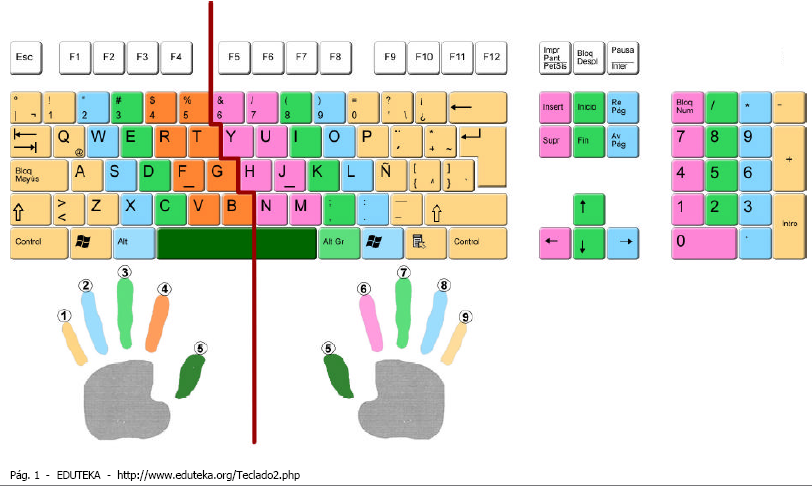 Esc F1 F2 F3 F4 F5 F6 F7 F8 F9 F10 F11 F12 Impr Pant PetSis Bloq Despl Pausa Inter
º | ¬ ! 1 " 2 # 3 $ 4 % 5 & 6 / 7 ( 8 ) 9 = 0 ? ' \ ¡ ¿ ← Insert Inicio Re Pág Bloq Num / * -
Q @ W E R T Y U I O P ¨ ´ * + ~ Supr Fin Av Pág 7 8 9 +
Bloq Mayús A S D F G H J K L Ñ [ { ^ ] } 4 5 6
⇧ > < Z X C V B N M ; , : . _ – ⇧ ↑ 1 2 3 Intro
Control Alt Alt Gr Control ← ↓ → 0 .
1 2 3 4 5 5 6 7 8 9
Pág. 1 - EDUTEKA - http://www.eduteka.org/Teclado2.php